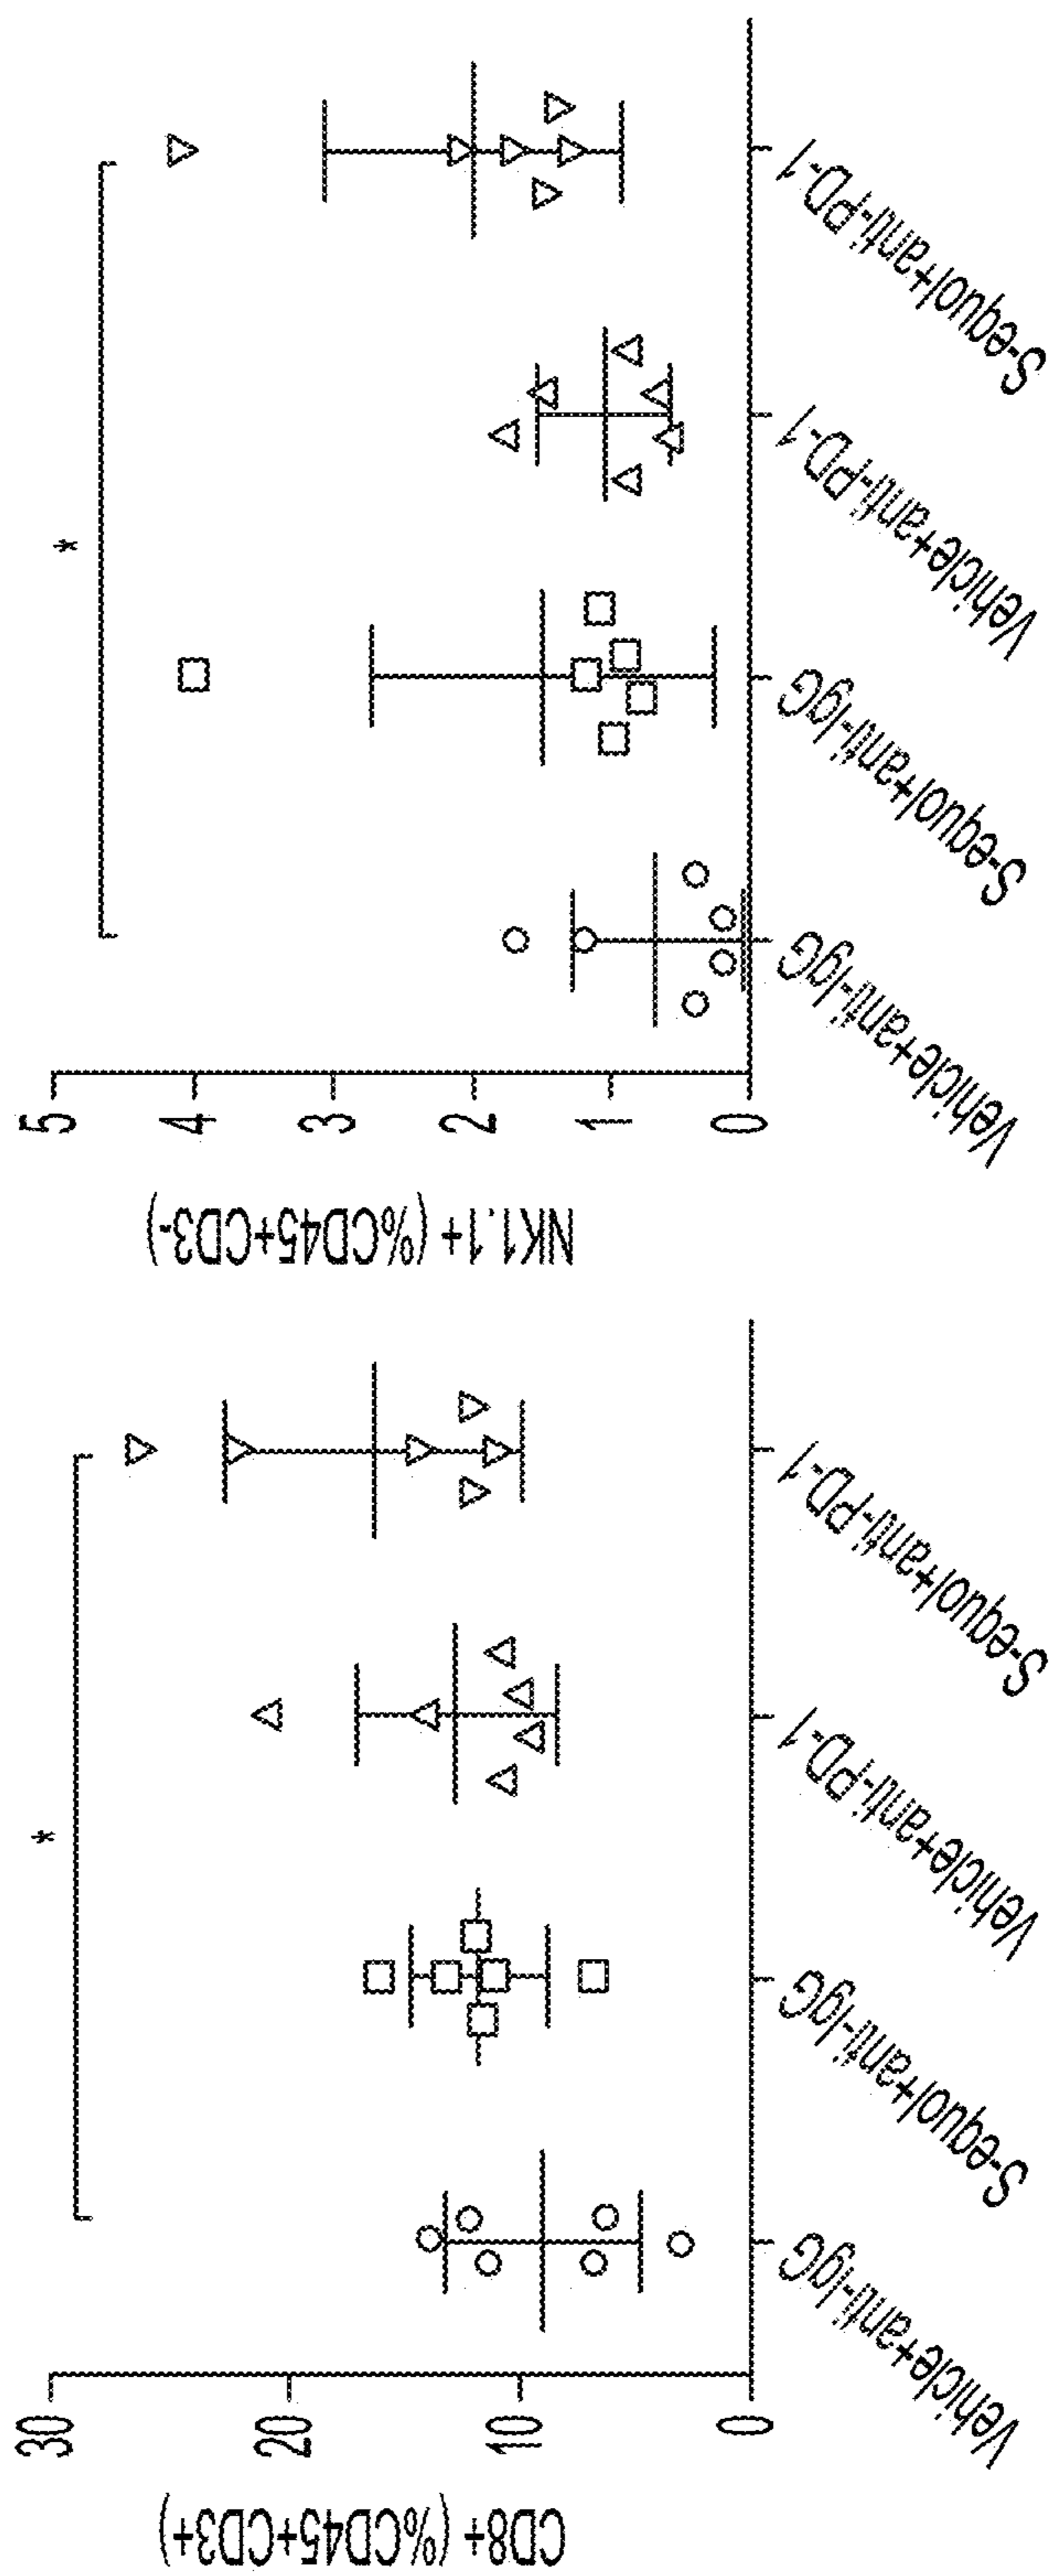 CD8+ (%CD45+CD3+)
30
20
10
0
*
Vehicle+anti-IgG
S-equol+anti-IgG
Vehicle+anti-PD-1
S-equol+anti-PD-1
NK1.1+ (%CD45+CD3-)
5
4
3
2
1
0
*
Vehicle+anti-IgG
S-equol+anti-IgG
Vehicle+anti-PD-1
S-equol+anti-PD-1